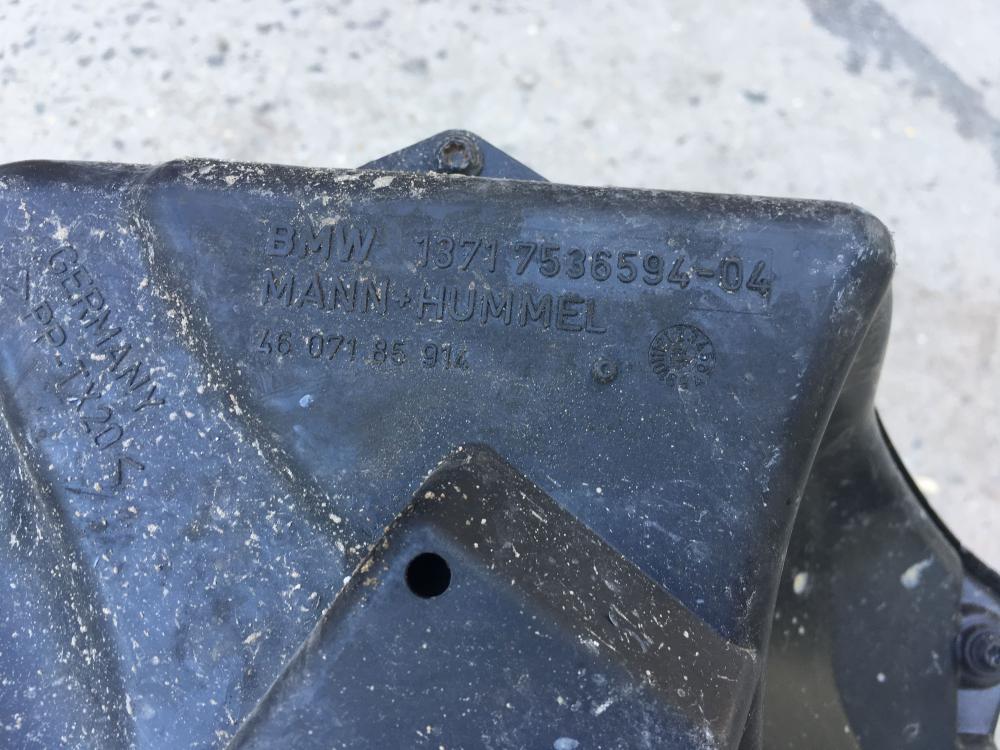 BMW 1371 7536594-04
MANN+HUMMEL
46 071 85 914
GERMANY
>PP-TX20<